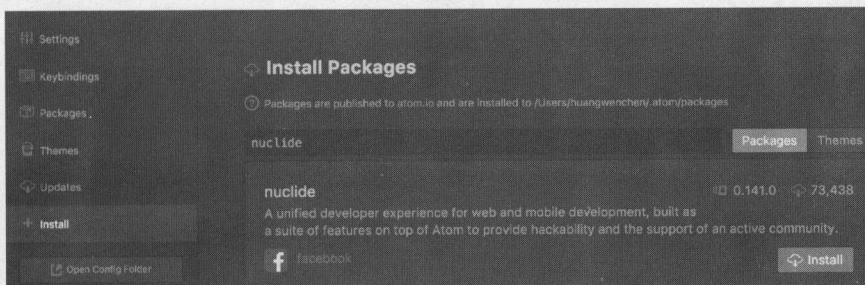 Settings
Keybindings
Packages
Themes
Updates
Install
Open Config Folder
Install Packages
Packages are published to atom.io and are installed to /Users/huangwenchen/.atom/packages
nuclide
Packages Themes
nuclide 0.141.0 73,438
A unified developer experience for web and mobile development, built as
a suite of features on top of Atom to provide hackability and the support of an active community.
facebook
Install